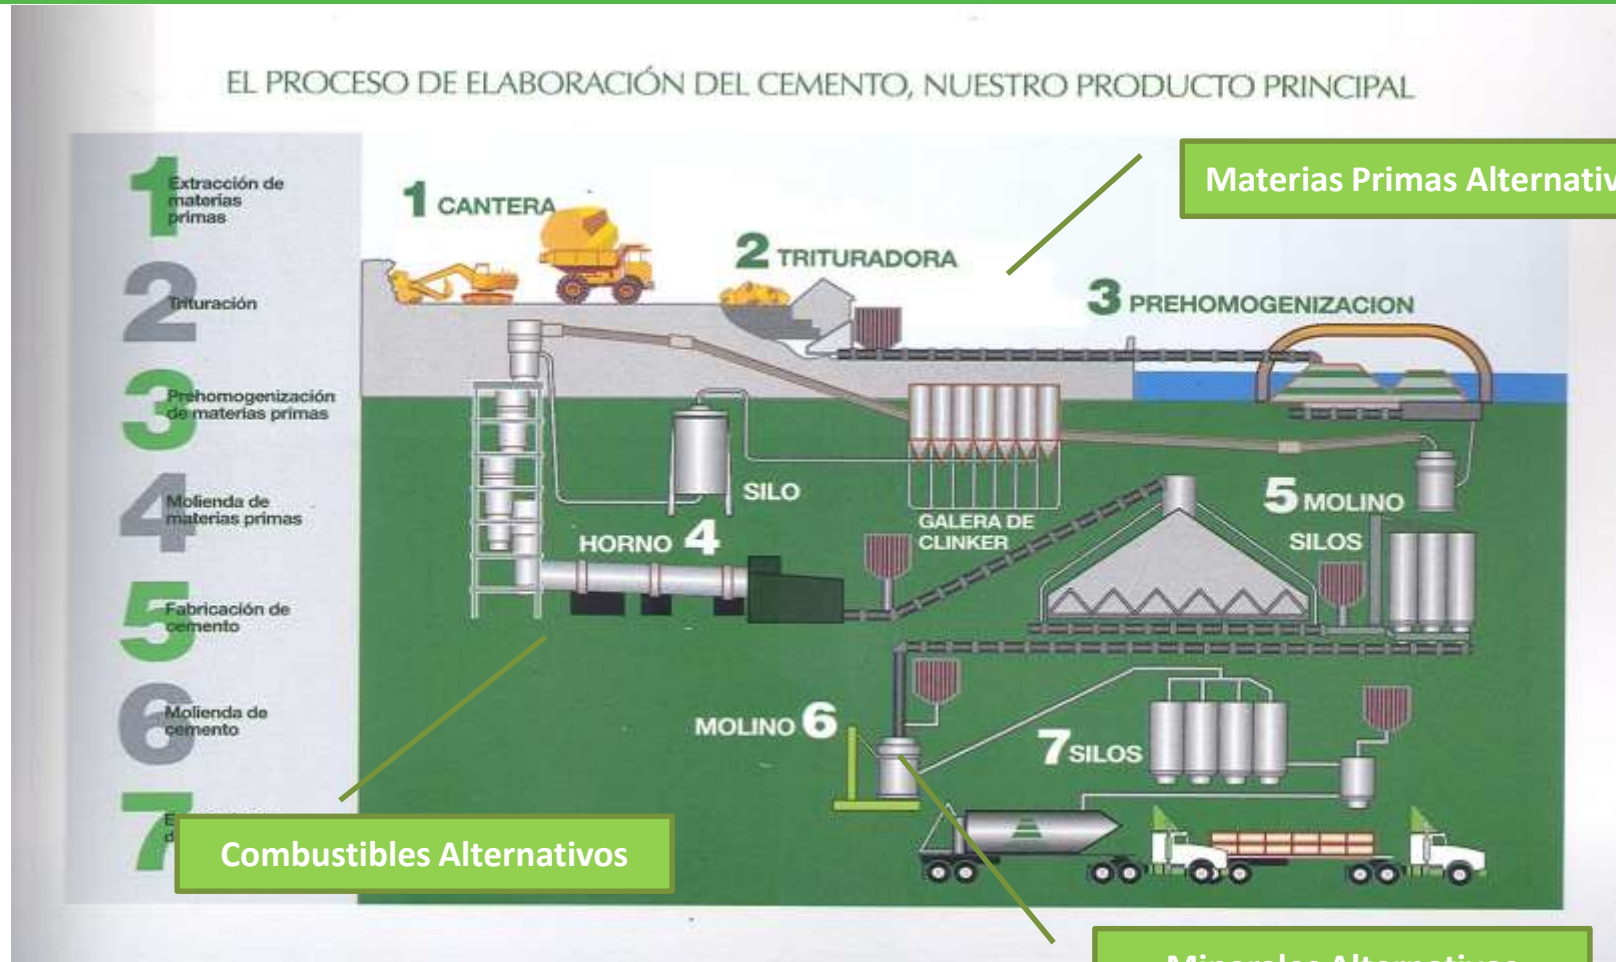 EL PROCESO DE ELABORACIÓN DEL CEMENTO, NUESTRO PRODUCTO PRINCIPAL
Materias Primas Alternativ
1
Extracción de
materias
primas
2
Trituración
3
Prehomogenización
de materias primas
4
Molienda de
materias primas
5
Fabricación de
cemento
6
Molienda de
cemento
7
1 CANTERA
2 TRITURADORA
3 PREHOMOGENIZACION
SILO
HORNO 4
GALERA DE
CLINKER
5 MOLINO
SILOS
MOLINO 6
7 SILOS
Combustibles Alternativos
Minerales Alternativos